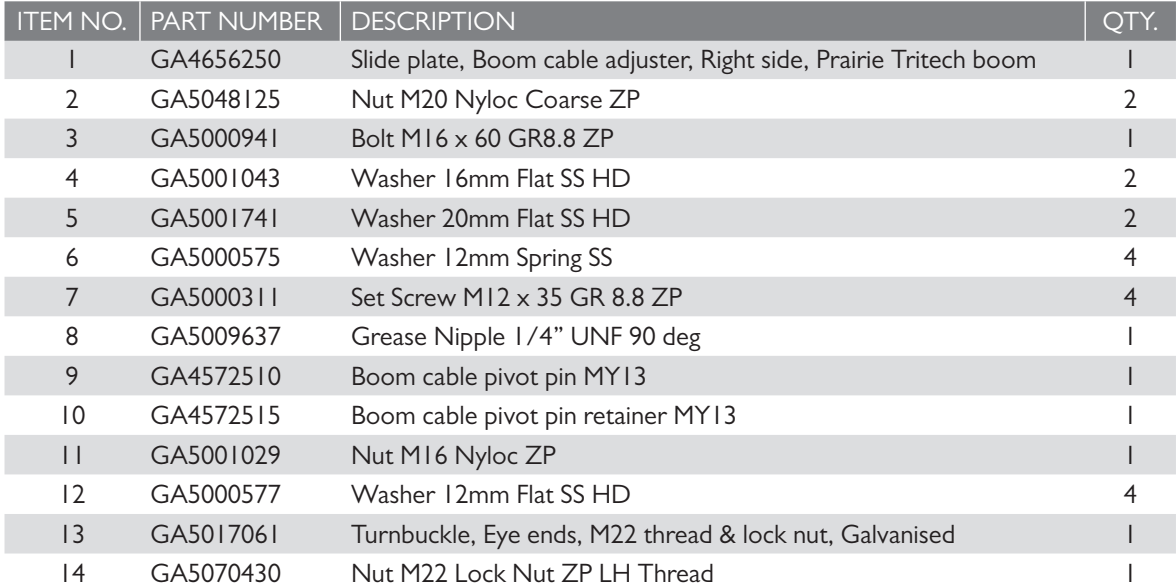 ITEM NO. PART NUMBER DESCRIPTION QTY.
1 GA4656250 Slide plate, Boom cable adjuster, Right side, Prairie Tritech boom 1
2 GA5048125 Nut M20 Nyloc Coarse ZP 2
3 GA5000941 Bolt M16 x 60 GR8.8 ZP 1
4 GA5001043 Washer 16mm Flat SS HD 2
5 GA5001741 Washer 20mm Flat SS HD 2
6 GA5000575 Washer 12mm Spring SS 4
7 GA5000311 Set Screw M12 x 35 GR 8.8 ZP 4
8 GA5009637 Grease Nipple 1/4” UNF 90 deg 1
9 GA4572510 Boom cable pivot pin MY13 1
10 GA4572515 Boom cable pivot pin retainer MY13 1
11 GA5001029 Nut M16 Nyloc ZP 1
12 GA5000577 Washer 12mm Flat SS HD 4
13 GA5017061 Turnbuckle, Eye ends, M22 thread & lock nut, Galvanised 1
14 GA5070430 Nut M22 Lock Nut ZP LH Thread 1